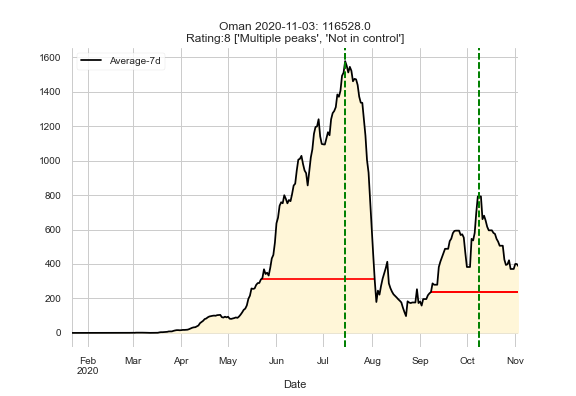 Oman 2020-11-03: 116528.0
Rating:8 ['Multiple peaks', 'Not in control']
Average-7d
1600
1400
1200
1000
800
600
400
200
0
Feb Mar Apr May Jun Jul Aug Sep Oct Nov
2020
Date